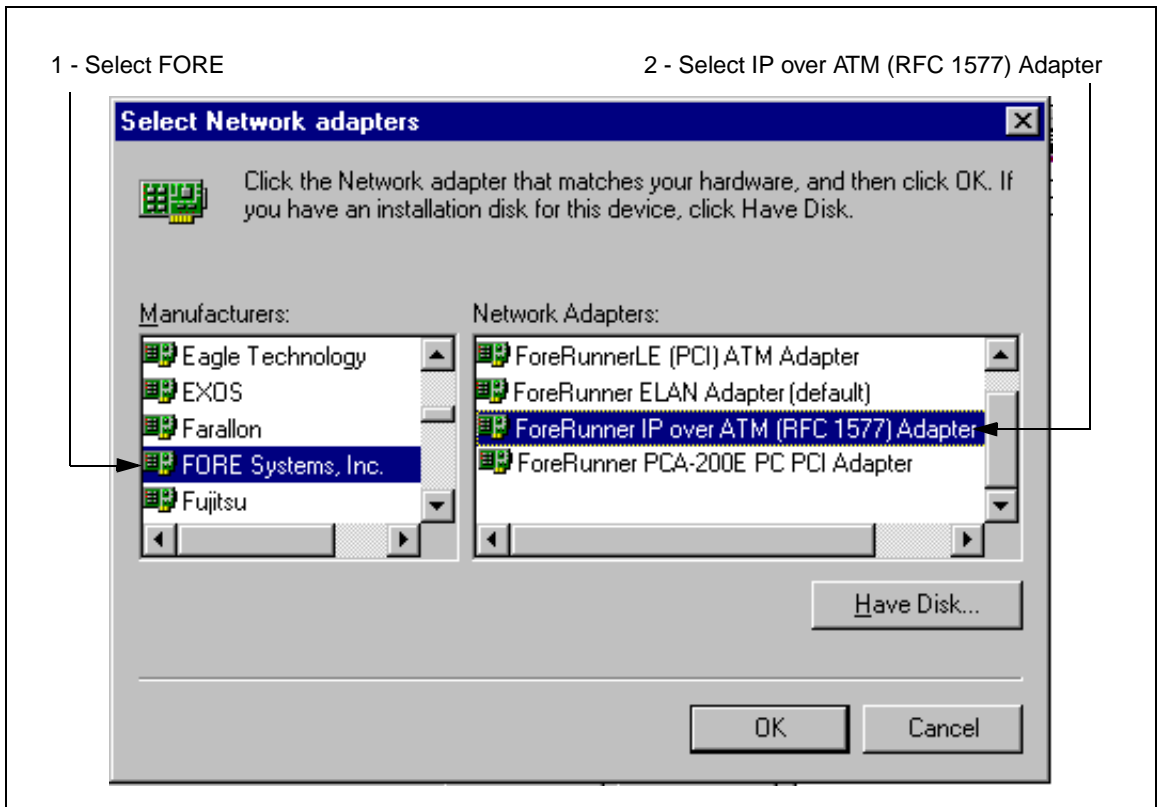 1 - Select FORE
2 - Select IP over ATM (RFC 1577) Adapter
Select Network adapters
Click the Network adapter that matches your hardware, and then click OK. If
you have an installation disk for this device, click Have Disk.
Manufacturers:
Eagle Technology
EXOS
Farallon
FORE Systems, Inc.
Fujitsu
Network Adapters:
ForeRunnerLE (PCI) ATM Adapter
ForeRunner ELAN Adapter (default)
ForeRunner IP over ATM (RFC 1577) Adapter
ForeRunner PCA-200E PC PCI Adapter
Have Disk...
OK
Cancel